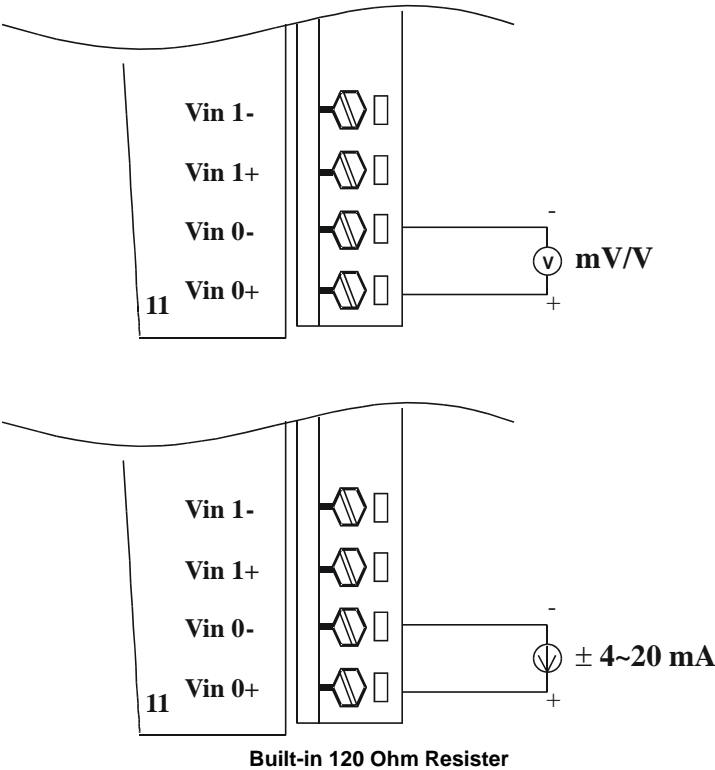 Vin 1-
Vin 1+
Vin 0-
Vin 0+
11
-
V
mV/V
+
Vin 1-
Vin 1+
Vin 0-
Vin 0+
11
-
± 4~20 mA
+
Built-in 120 Ohm Resister